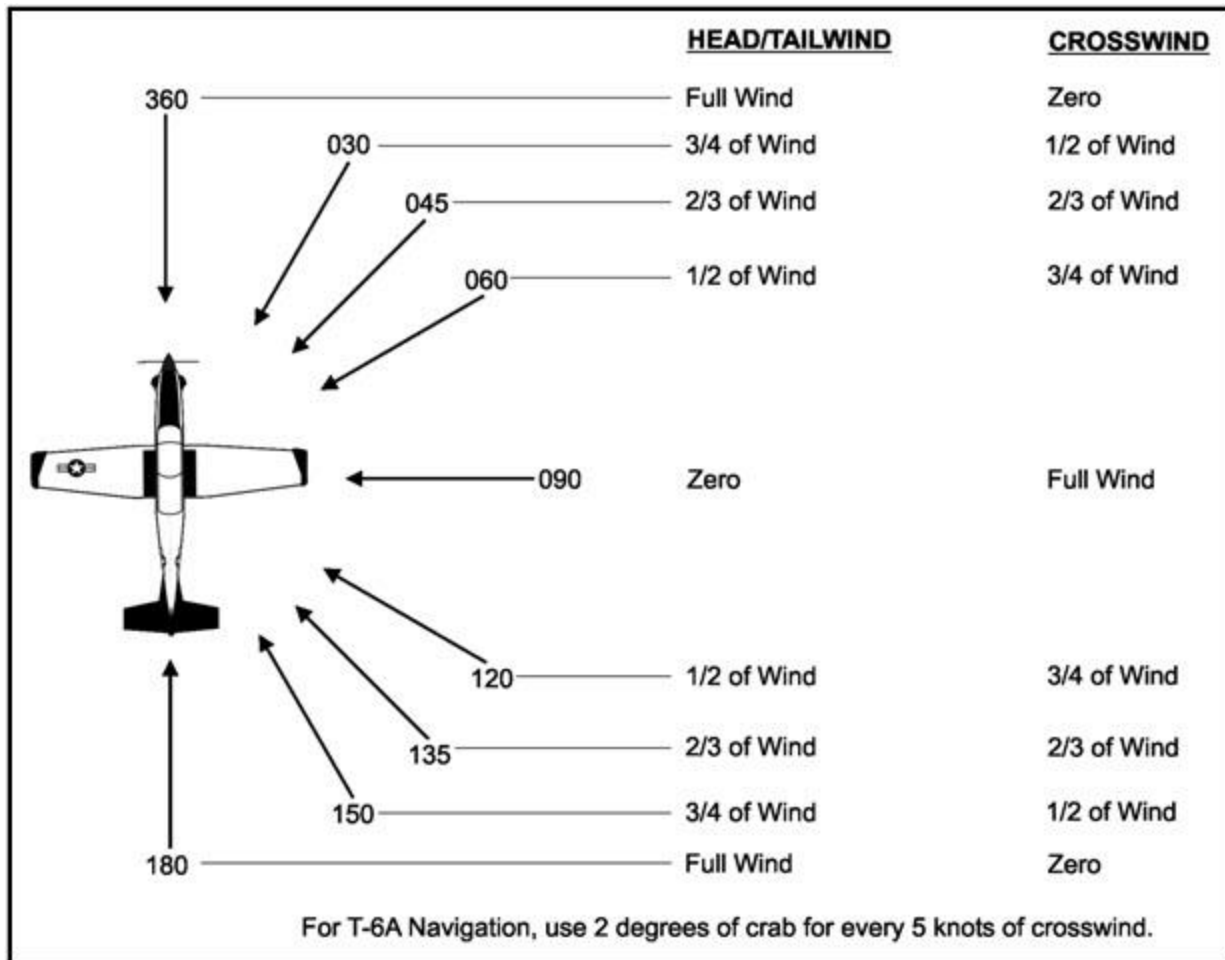 HEAD/TAILWIND CROSSWIND
360 Full Wind Zero
030 3/4 of Wind 1/2 of Wind
045 2/3 of Wind 2/3 of Wind
060 1/2 of Wind 3/4 of Wind
090 Zero Full Wind
120 1/2 of Wind 3/4 of Wind
135 2/3 of Wind 2/3 of Wind
150 3/4 of Wind 1/2 of Wind
180 Full Wind Zero
For T-6A Navigation, use 2 degrees of crab for every 5 knots of crosswind.